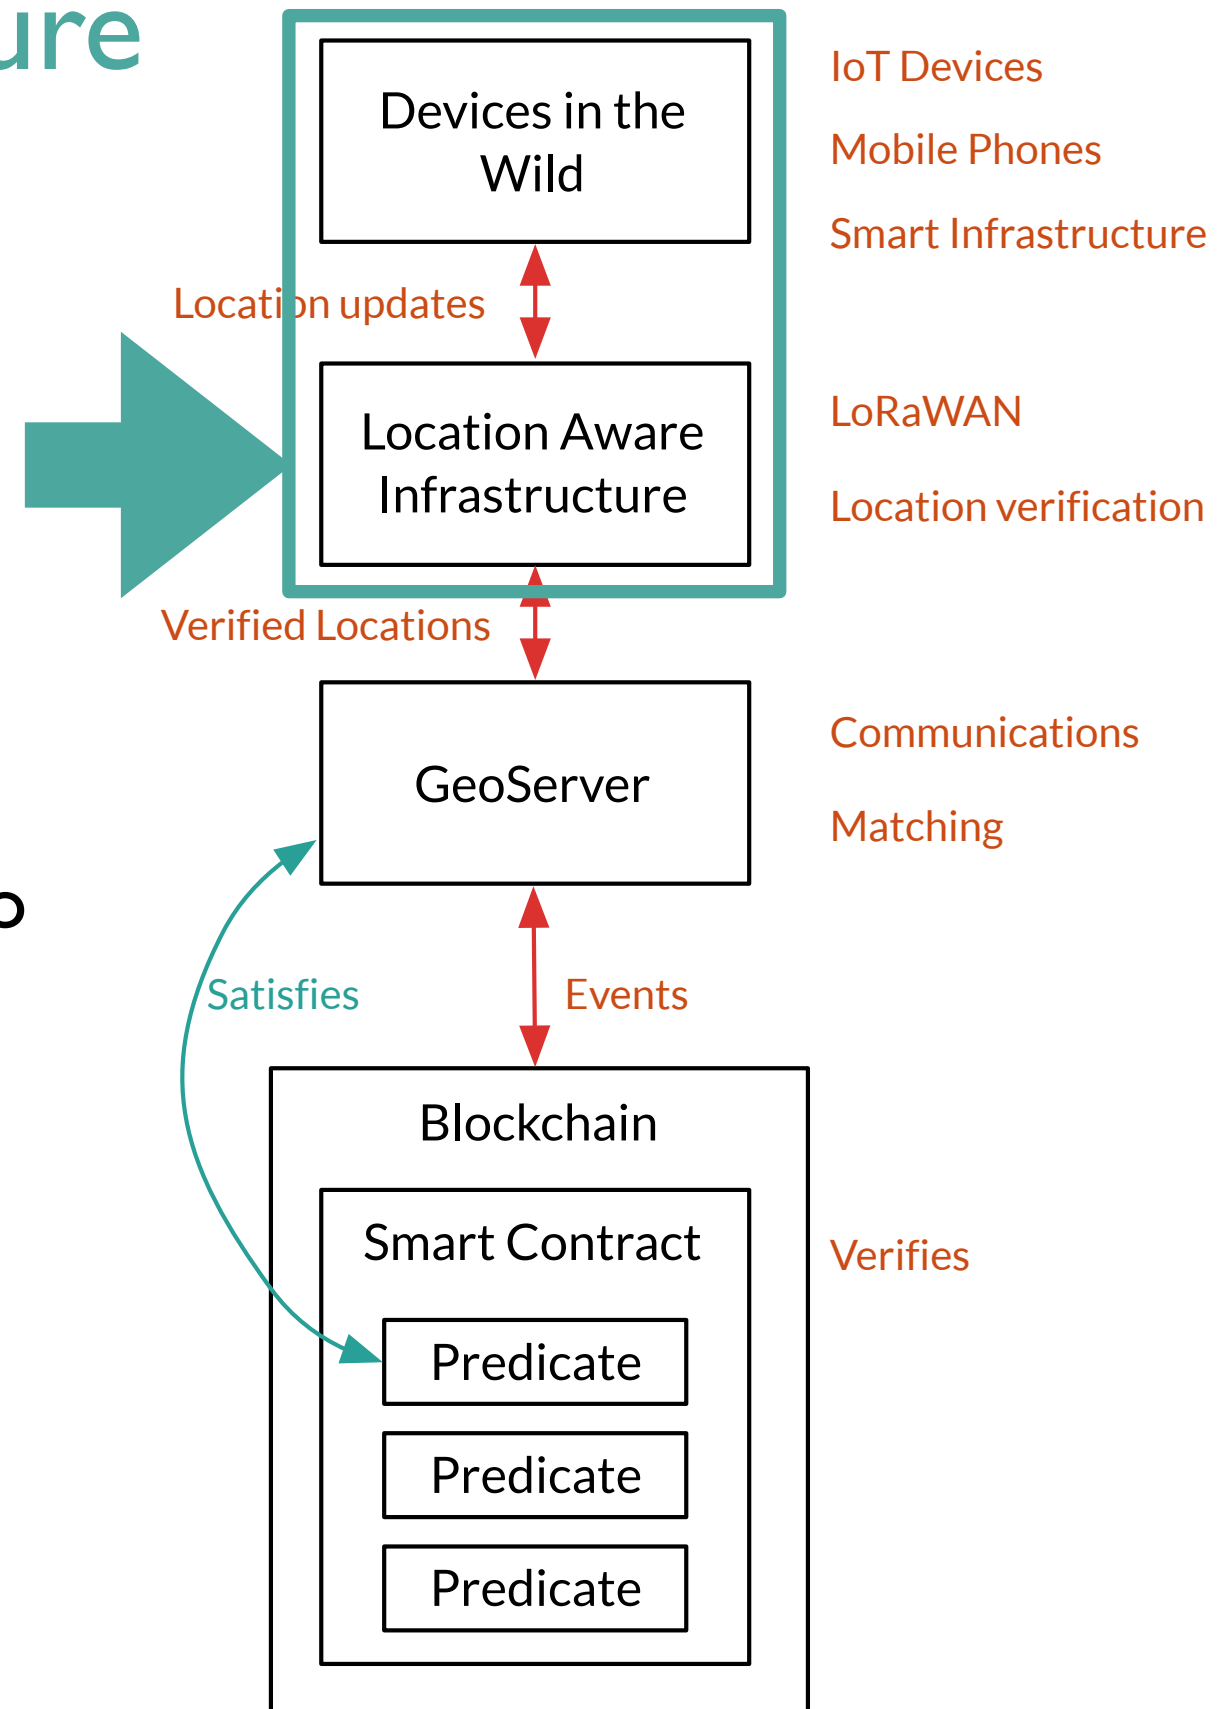 ure
Devices in the
Wild
IoT Devices
Mobile Phones
Smart Infrastructure
Location updates
Location Aware
Infrastructure
LoRaWAN
Location verification
Verified Locations
GeoServer
Communications
Matching
o
Satisfies
Events
Blockchain
Smart Contract
Verifies
Predicate
Predicate
Predicate